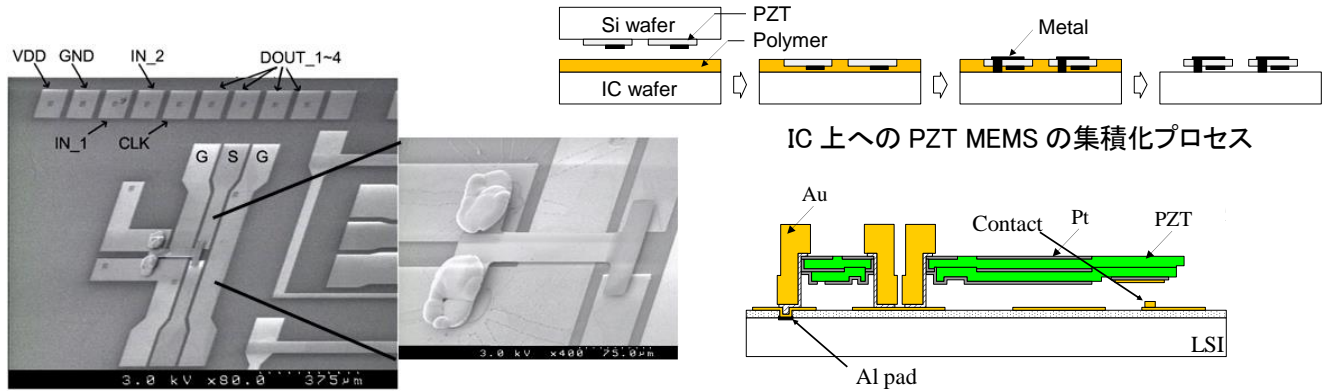 VDD GND IN_2 DOUT_1~4
IN_1 CLK
G S G
3.0 kV x80.0 375μm
3.0 kV x400 75.0μm
Si wafer
PZT
Polymer
Metal
IC wafer
IC 上への PZT MEMS の集積化プロセス
Au
Contact
Pt
PZT
LSI
Al pad